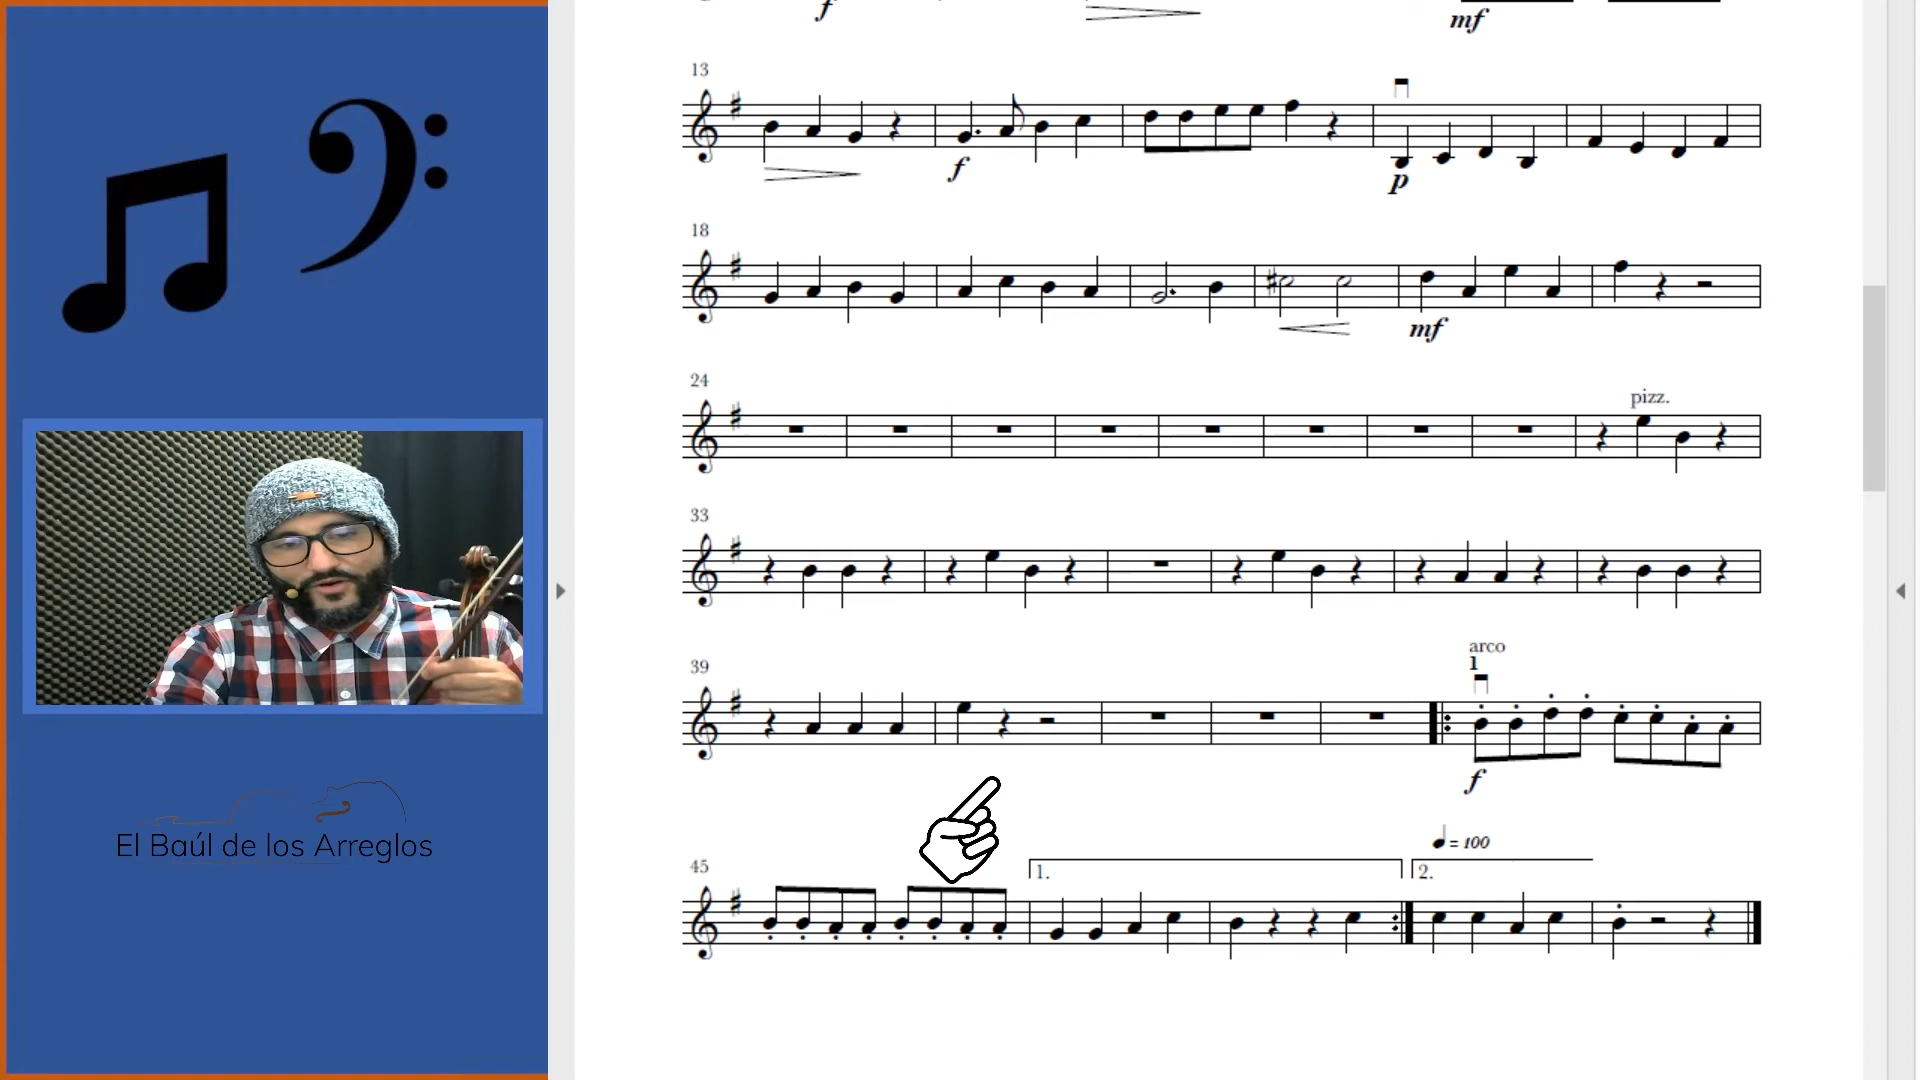 f
mf
13
f
p
18
mf
24
pizz.
33
39
arco
1
f
= 100
45
1.
2.
El Baúl de los Arreglos